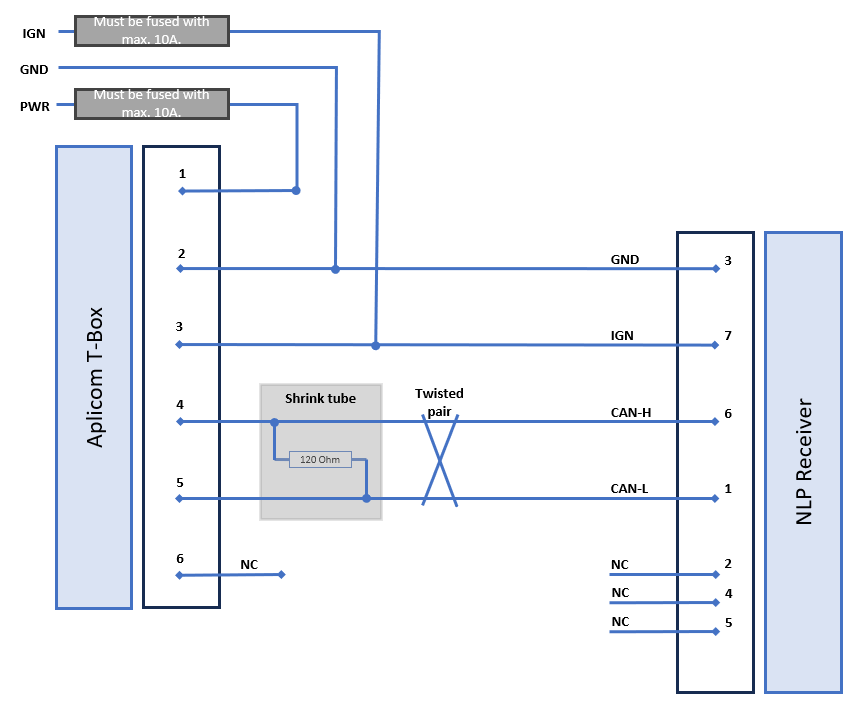 IGN
Must be fused with
max. 10A.
GND
PWR
Must be fused with
max. 10A.
Aplicom T-Box
1
2
3
4
5
6
NC
Shrink tube
120 Ohm
Twisted
pair
GND
IGN
CAN-H
CAN-L
NC
NC
NC
3
7
6
1
2
4
5
NLP Receiver